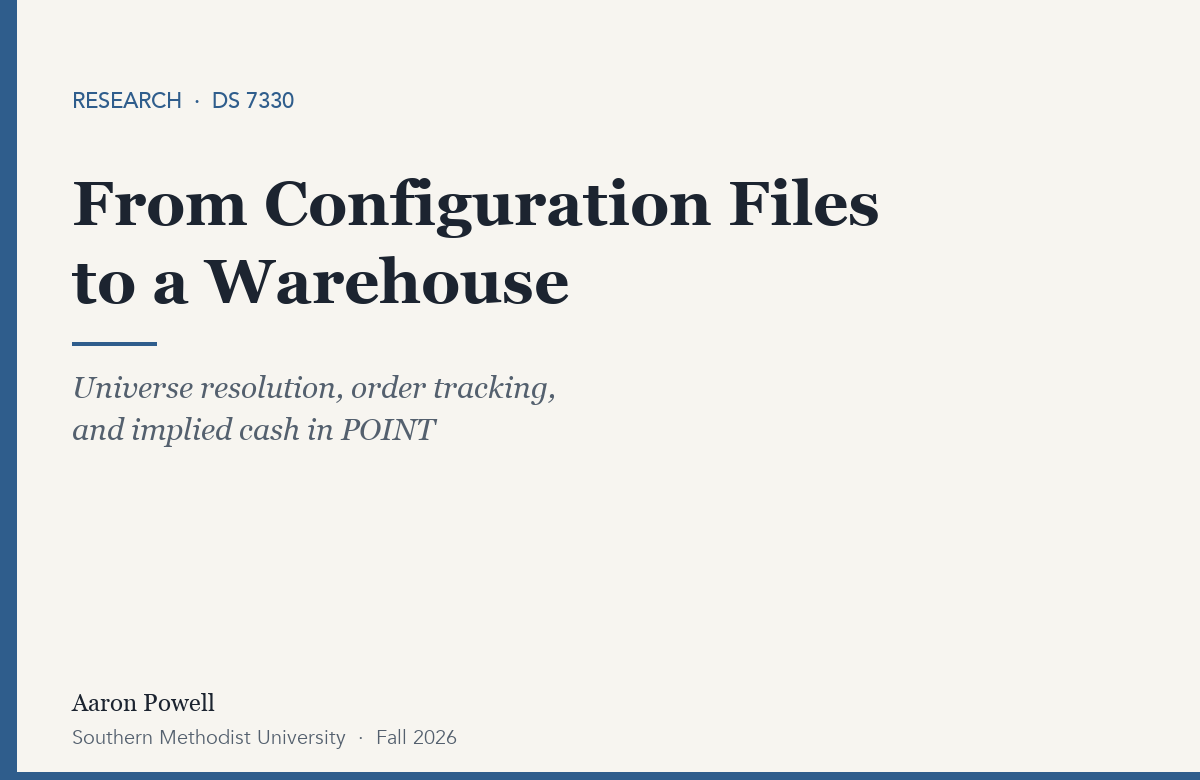 RESEARCH · DS 7330
From Configuration Files
to a Warehouse
Universe resolution, order tracking,
and implied cash in POINT
Aaron Powell
Southern Methodist University · Fall 2026